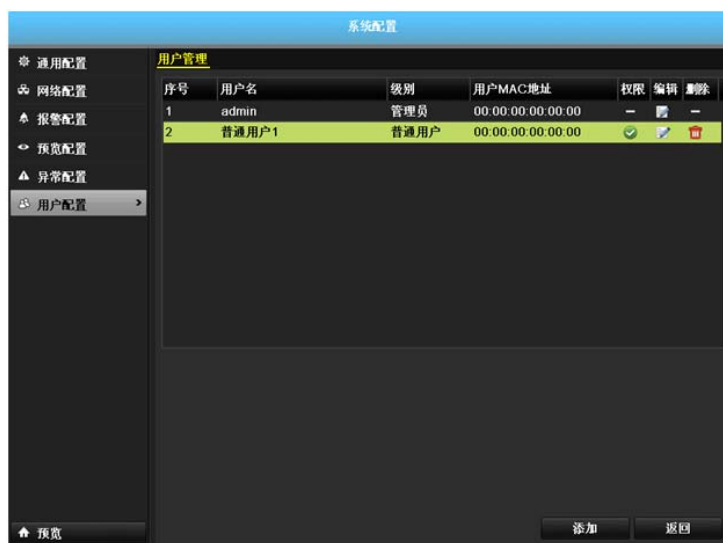 系统配置
通用配置
网络配置
报警配置
预览配置
异常配置
用户配置 >
预览
用户管理
序号 用户名 级别 用户MAC地址 权限 编辑 删除
1 admin 管理员 00:00:00:00:00:00 – –
2 普通用户1 普通用户 00:00:00:00:00:00
添加 返回